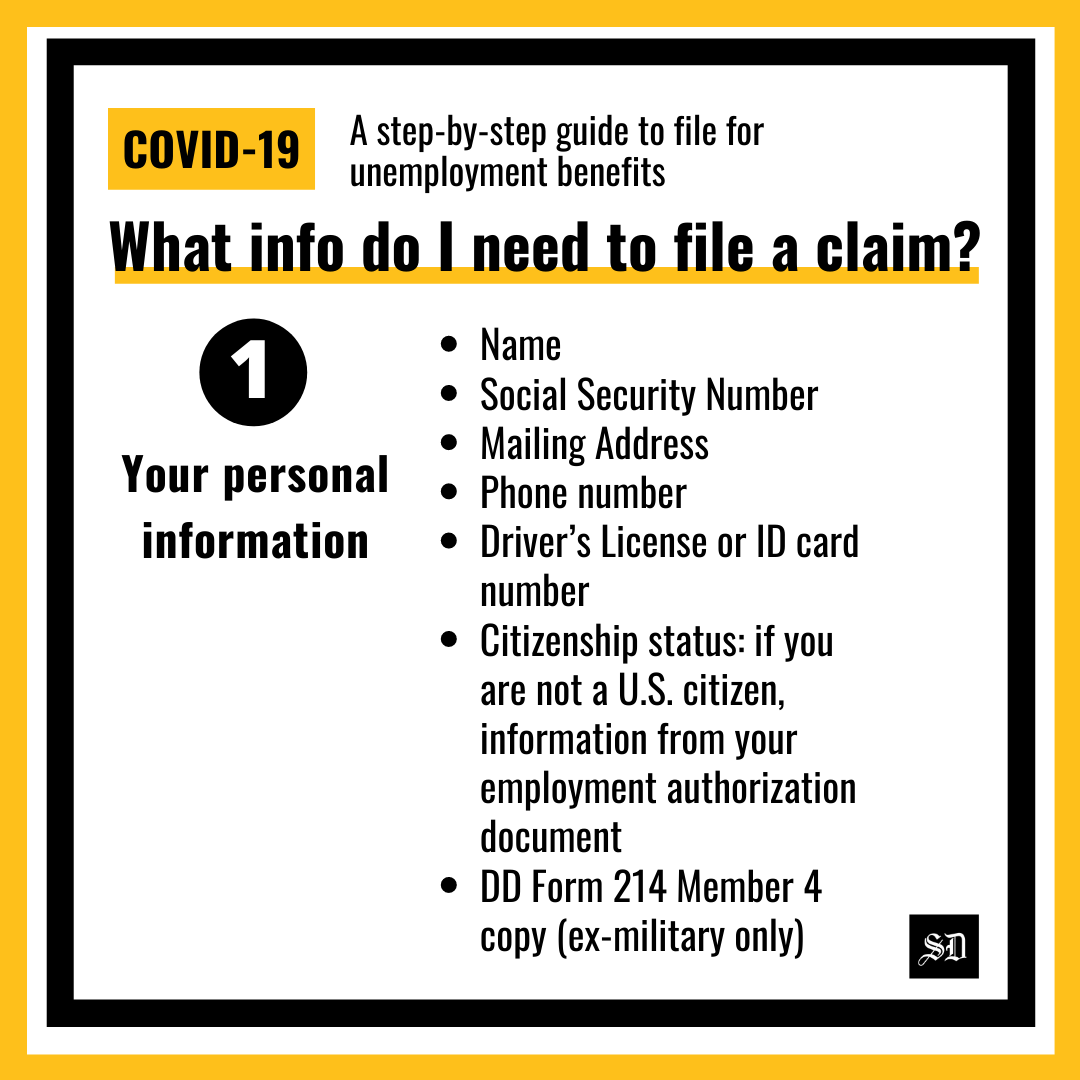 COVID-19
A step-by-step guide to file for
unemployment benefits
What info do I need to file a claim?
1
Your personal
information
• Name
• Social Security Number
• Mailing Address
• Phone number
• Driver’s License or ID card
number
• Citizenship status: if you
are not a U.S. citizen,
information from your
employment authorization
document
• DD Form 214 Member 4
copy (ex-military only)
SD